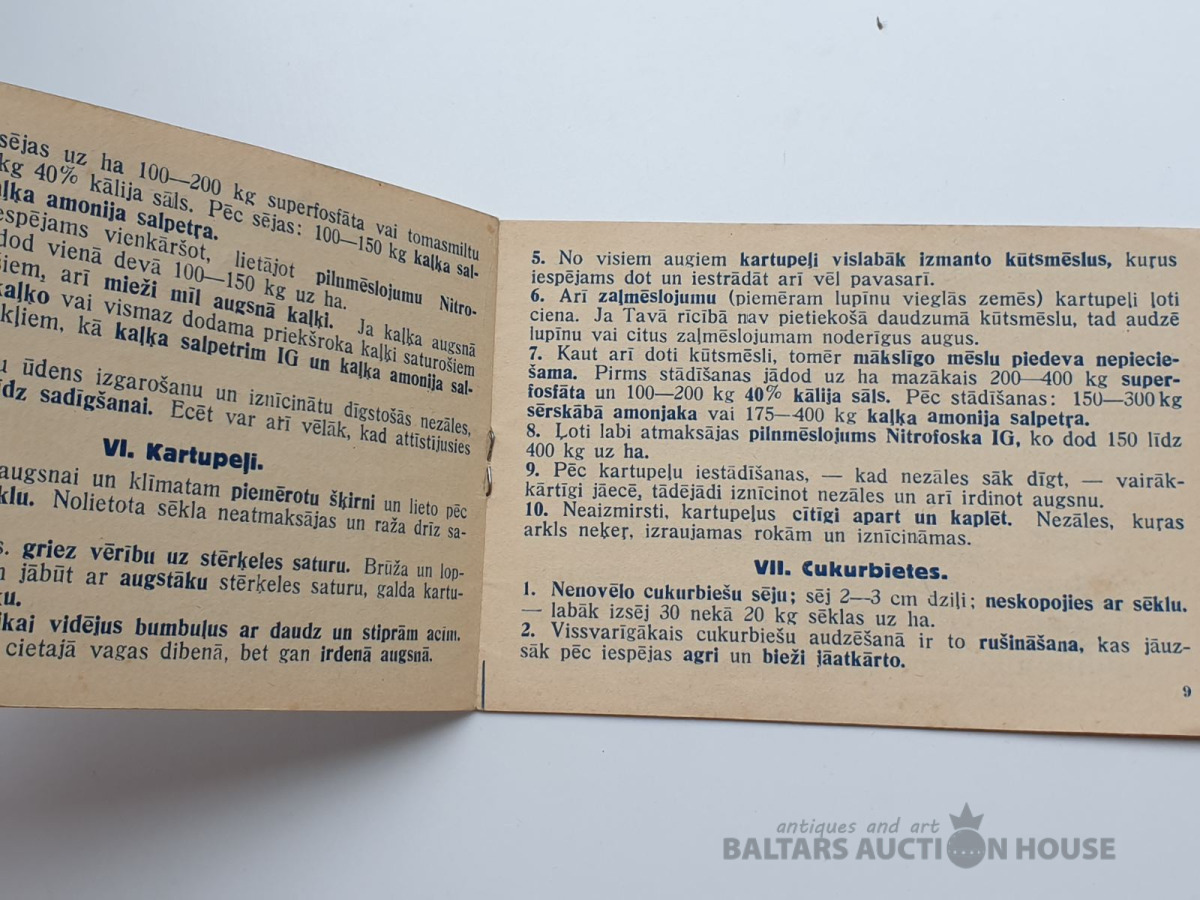 sējas uz ha 100—200 kg superfosfāta vai tomasmiltu
kg 40% kālija sāls. Pēc sējas: 100—150 kg kaļķa sal-
aļķa amonija salpetŗa.
espējams vienkāršot, lietājot pilnmēslojumu Nitro-
dod vienā devā 100—150 kg uz ha.
šiem, arī mieži mīl augsnā kaļķi. Ja kaļķa augsnā
kaļķo vai vismaz dodama priekšroka kaļķi saturošiem
kļiem, kā kaļķa salpetrim IG un kaļķa amonija sal-
u ūdens izgarošanu un iznīcinātu dīgstošās nezāles,
īdz sadīgšanai. Ecēt var arī vēlāk, kad attīstījusies
VI. Kartupeļi.
augsnai un klīmatam piemērotu šķirni un lieto pēc
klu. Nolietota sēkla neatmaksājas un raža drīz sa-
s. griez vērību uz stērķeles saturu. Brūža un lop-
n jābūt ar augstāku stērķeles saturu, galda kartu-
ku.
ikai vidējus bumbuļus ar daudz un stiprām acīm.
cietajā vagas dibenā, bet gan irdenā augsnā.
5. No visiem augiem kartupeļi vislabāk izmanto kūtsmēslus, kuŗus
iespējams dot un iestrādāt arī vēl pavasarī.
6. Arī zaļmēslojumu (piemēram lupīnu vieglās zemēs) kartupeļi ļoti
ciena. Ja Tavā rīcībā nav pietiekošā daudzumā kūtsmēslu, tad audzē
lupīnu vai citus zaļmēslojumam noderīgus augus.
7. Kaut arī doti kūtsmēsli, tomēr mākslīgo mēslu piedeva nepiecie-
šama. Pirms stādīšanas jādod uz ha mazākais 200—400 kg super-
fosfāta un 100—200 kg 40% kālija sāls. Pēc stādīšanas: 150—300 kg
sērskābā amonjaka vai 175—400 kg kaļķa amonija salpetŗa.
8. Ļoti labi atmaksājas pilnmēslojums Nitrofoska IG, ko dod 150 līdz
400 kg uz ha.
9. Pēc kartupeļu iestādīšanas, — kad nezāles sāk dīgt, — vairāk-
kārtīgi jāecē, tādējādi iznīcinot nezāles un arī irdinot augsnu.
10. Neaizmirsti, kartupeļus cītīgi apart un kaplēt. Nezāles, kuŗas
arkls neķeŗ, izraujamas rokām un iznīcināmas.
VII. Cukurbietes.
1. Nenovēlo cukurbiešu sēju; sēj 2—3 cm dziļi; neskopojies ar sēklu.
— labāk izsēj 30 nekā 20 kg sēklas uz ha.
2. Vissvarīgākais cukurbiešu audzēšanā ir to rušināšana, kas jāuz-
sāk pēc iespējas agri un bieži jāatkārto.
9
antiques and art
BALTARS AUCTION HOUSE